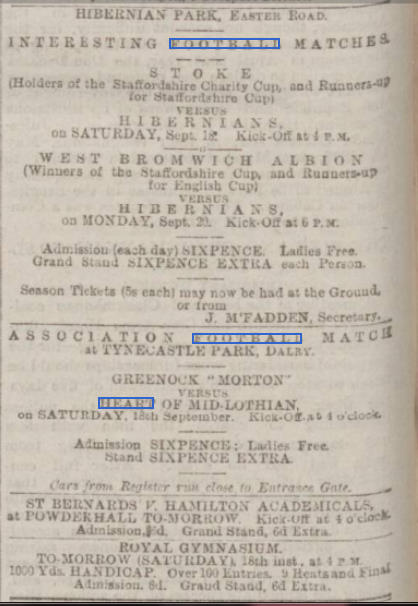 HIBERNIAN PARK, EASTER ROAD.
INTERESTING FOOTBALL MATCHES.
STOKE
(Holders of the Staffordshire Charity Cup, and Runners-up
for Staffordshire Cup)
VERSUS
HIBERNIANS,
on SATURDAY, Sept. 18. Kick-Off at 4 P.M.
WEST BROMWICH ALBION
(Winners of the Staffordshire Cup, and Runners-up
for English Cup)
VERSUS
HIBERNIANS,
on MONDAY, Sept. 20. Kick-Off at 6 P.M.
Admission (each day) SIXPENCE. Ladies Free.
Grand Stand SIXPENCE EXTRA each Person.
Season Tickets (5s each) may now be had at the Ground,
or from
J. M'FADDEN, Secretary.
ASSOCIATION FOOTBALL MATCH
at TYNECASTLE PARK, DALRY.
GREENOCK "MORTON"
VERSUS
HEART OF MID-LOTHIAN,
on SATURDAY, 18th September. Kick-Off at 4 o'clock.
Admission SIXPENCE; Ladies Free.
Stand SIXPENCE EXTRA.
Cars from Register run close to Entrance Gate.
ST BERNARDS V. HAMILTON ACADEMICALS,
at POWDERHALL TO-MORROW. Kick-Off at 4 o'clock
Admission, Grand Stand, 6d Extra.
ROYAL GYMNASIUM.
TO-MORROW (SATURDAY), 18th inst., at 4 P.M.
1000 Yds. HANDICAP. Over 100 Entries. 9 Heats and Final
Admission, 6d. Grand Stand, 6d Extra.